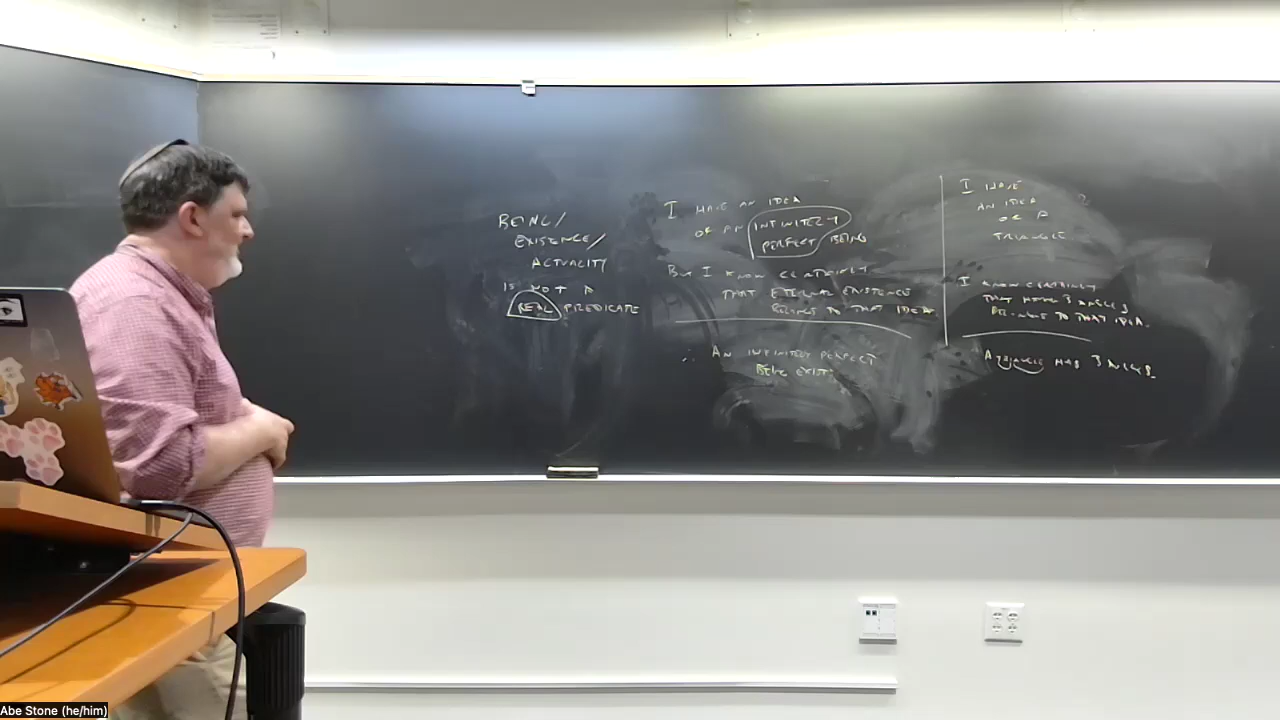 BEING/
EXISTENCE/
ACTUALITY
IS NOT A
REAL PREDICATE
I HAVE AN IDEA
OF AN INFINITELY
PERFECT BEING
BUT I KNOW CERTAINLY
THAT ETERNAL EXISTENCE
BELONGS TO THAT IDEA
∴ AN INFINITELY PERFECT
BEING EXISTS
I HAVE
AN IDEA
OF A
TRIANGLE
I KNOW CERTAINLY
THAT HAVING 3 ANGLES
BELONGS TO THAT IDEA.
A TRIANGLE HAS 3 ANGLES.
Abe Stone (he/him)